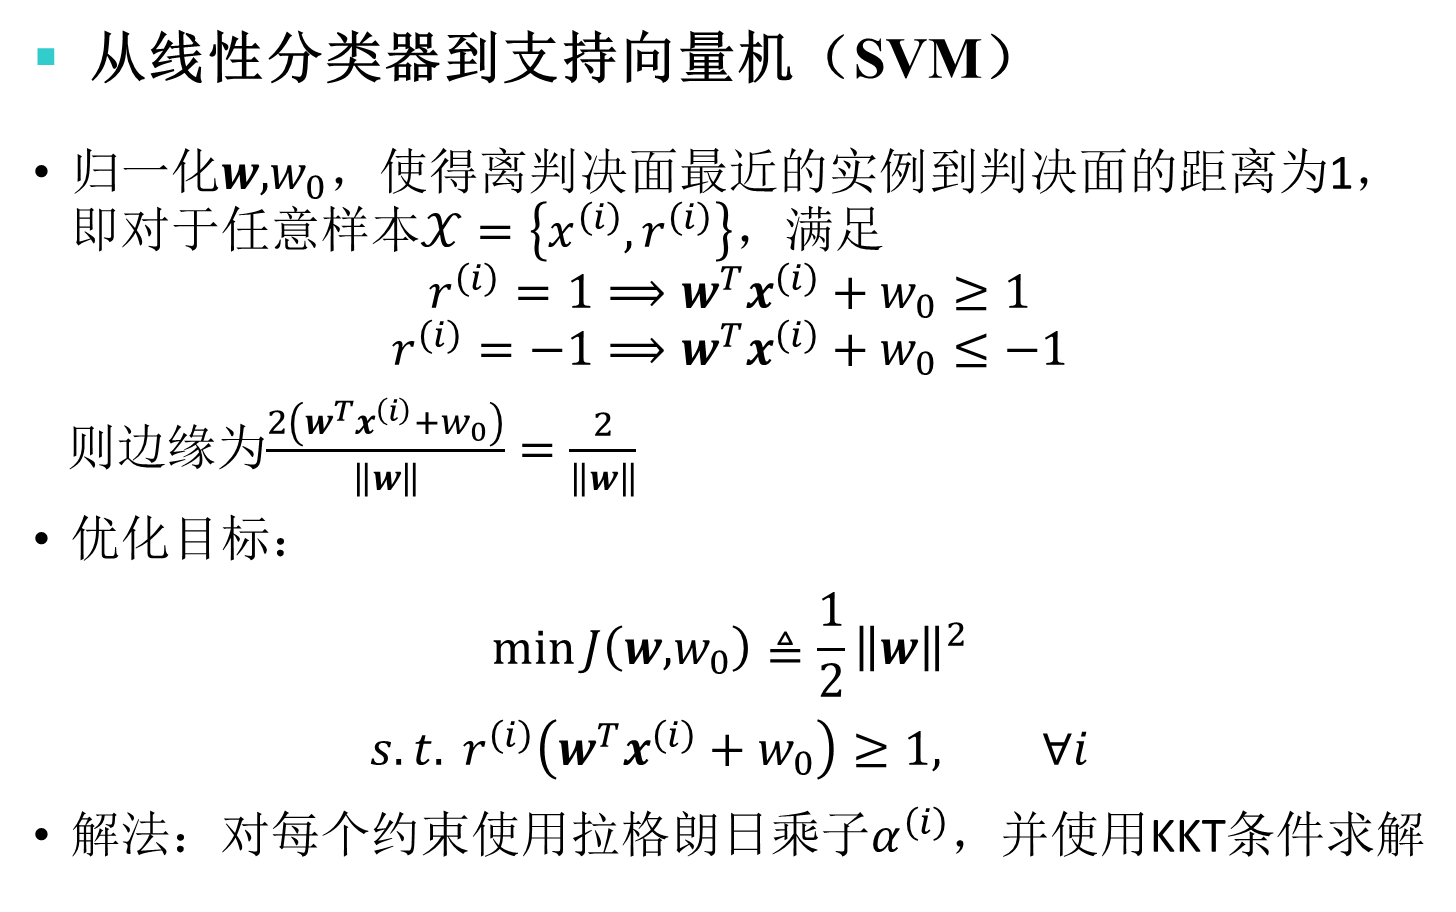 ▪ 从线性分类器到支持向量机（SVM）
• 归一化w,w₀，使得离判决面最近的实例到判决面的距离为1，
即对于任意样本𝒳 = {x⁽ⁱ⁾, r⁽ⁱ⁾}，满足
r⁽ⁱ⁾ = 1 ⟹ wᵀx⁽ⁱ⁾ + w₀ ≥ 1
r⁽ⁱ⁾ = −1 ⟹ wᵀx⁽ⁱ⁾ + w₀ ≤ −1
则边缘为 2(wᵀx⁽ⁱ⁾+w₀)/‖w‖ = 2/‖w‖
• 优化目标：
min J(w,w₀) ≜ 1/2 ‖w‖²
s.t. r⁽ⁱ⁾(wᵀx⁽ⁱ⁾ + w₀) ≥ 1, ∀i
• 解法：对每个约束使用拉格朗日乘子α⁽ⁱ⁾，并使用KKT条件求解